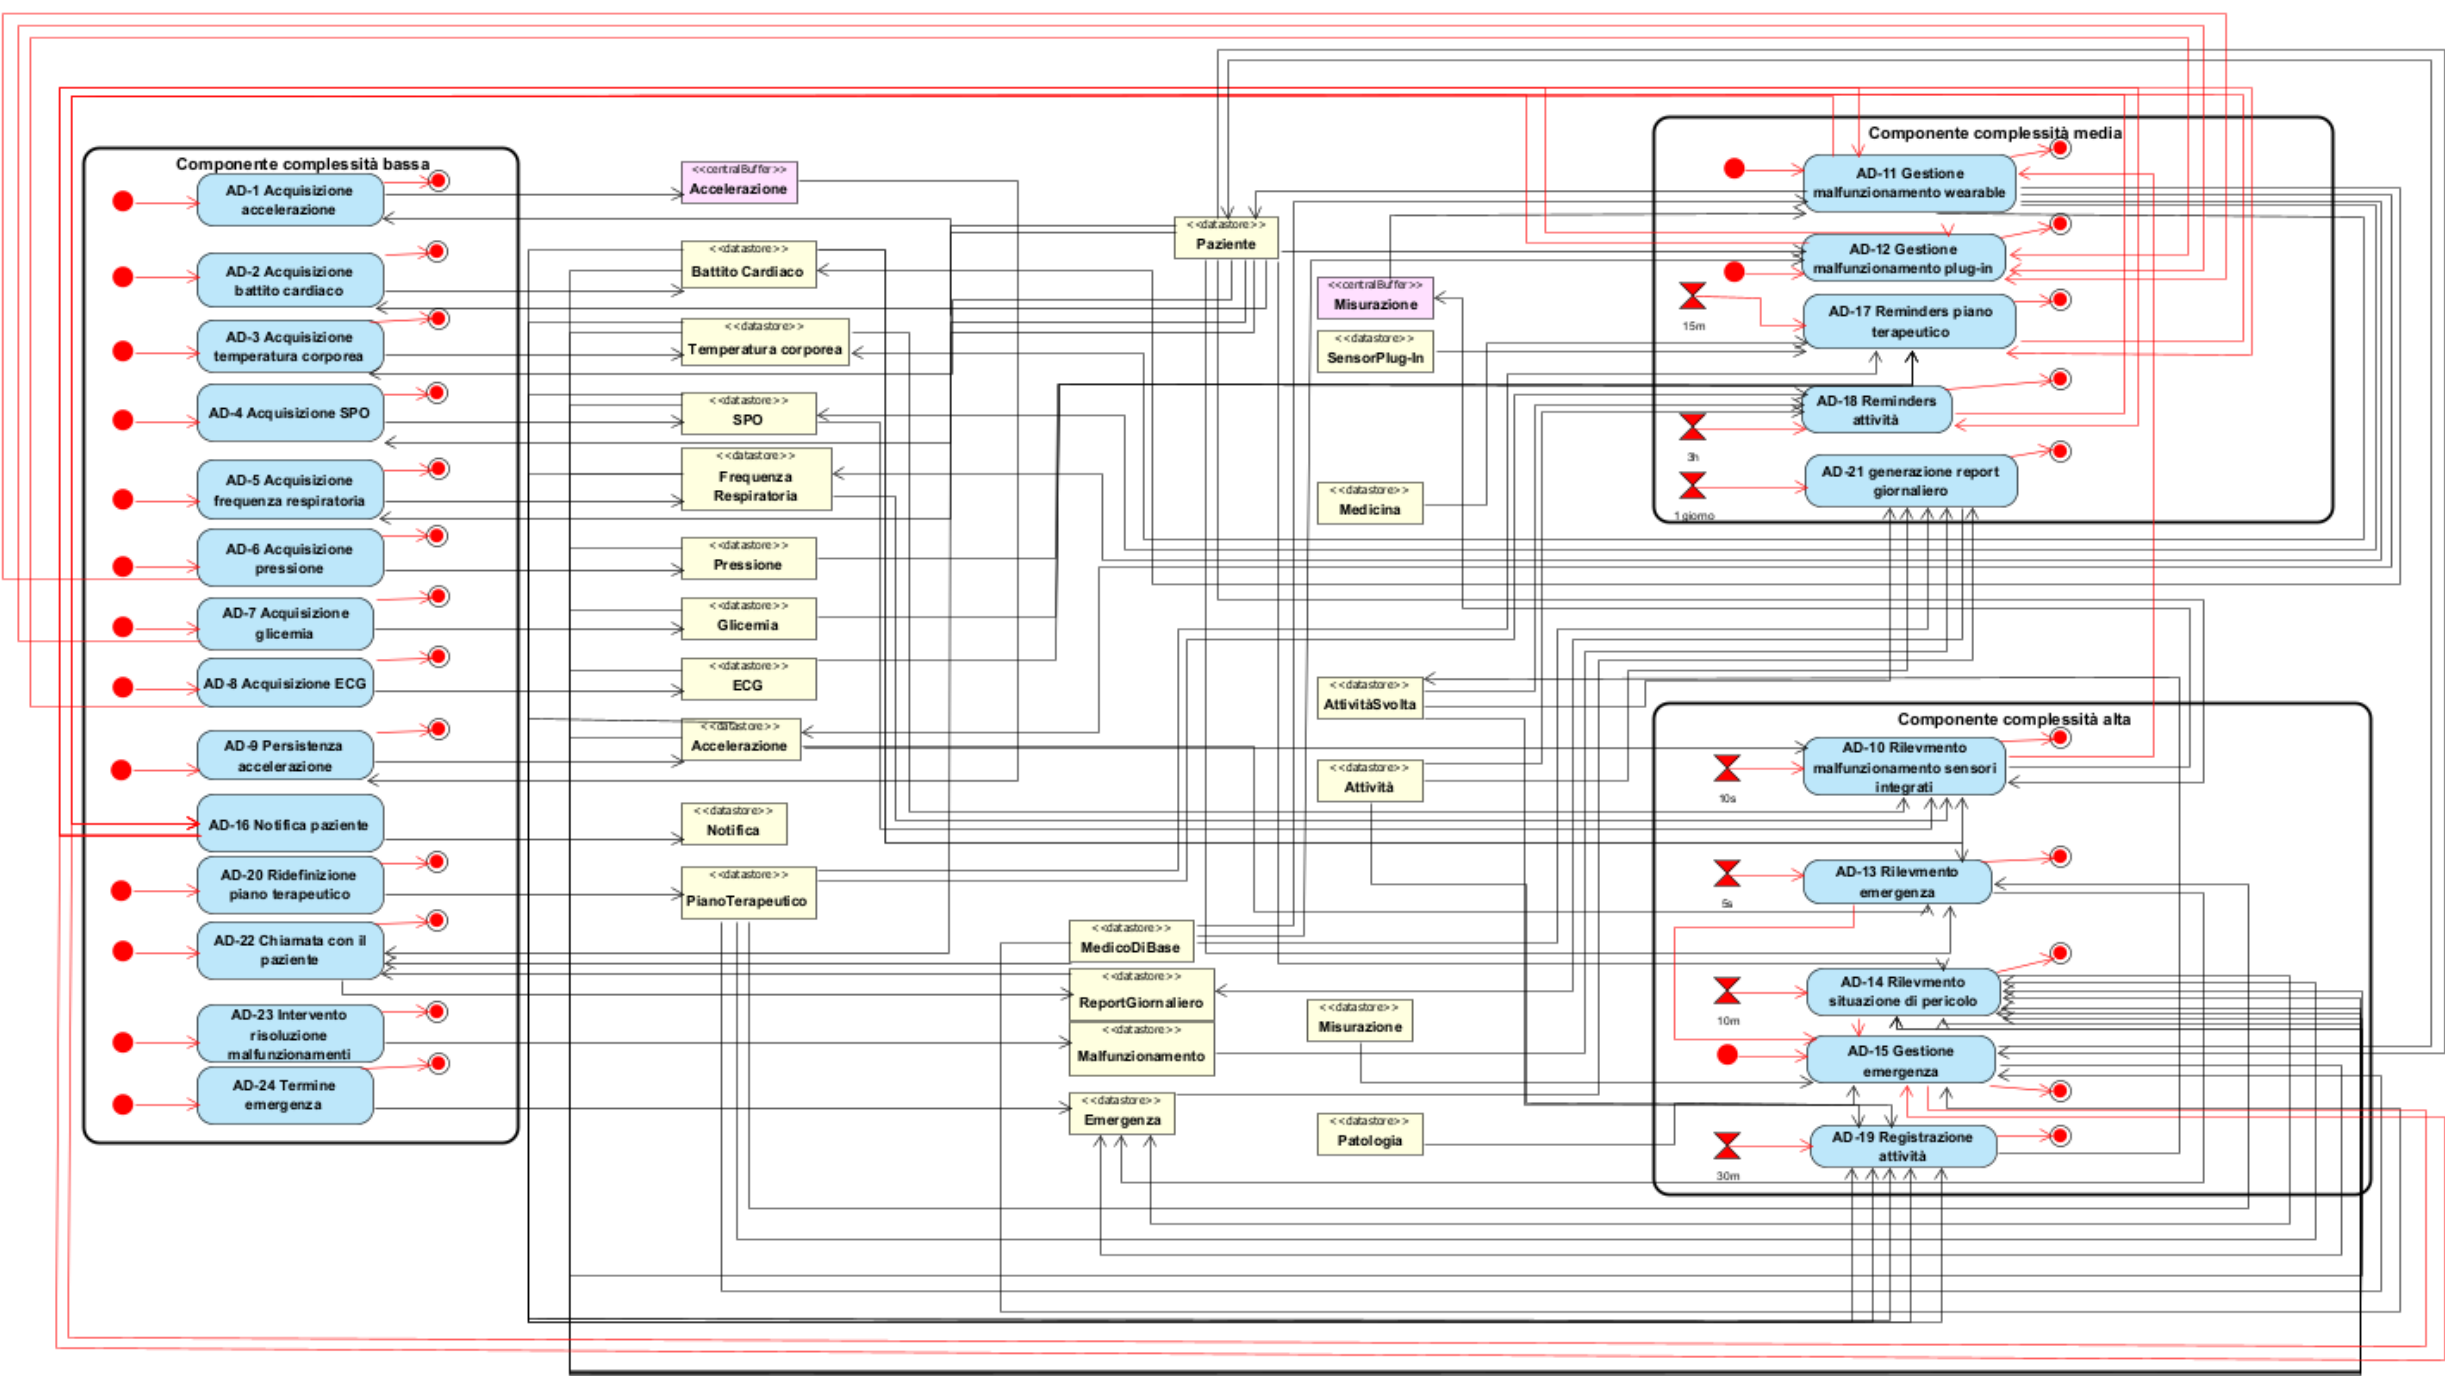 Componente complessità bassa
AD-1 Acquisizione
accelerazione
AD-2 Acquisizione
battito cardiaco
AD-3 Acquisizione
temperatura corporea
AD-4 Acquisizione SPO
AD-5 Acquisizione
frequenza respiratoria
AD-6 Acquisizione
pressione
AD-7 Acquisizione
glicemia
AD-8 Acquisizione ECG
AD-9 Persistenza
accelerazione
AD-16 Notifica paziente
AD-20 Ridefinizione
piano terapeutico
AD-22 Chiamata con il
paziente
AD-23 Intervento
risoluzione
malfunzionamenti
AD-24 Termine
emergenza
<<centralBuffer>>
Accelerazione
<<datastore>>
Battito Cardiaco
<<datastore>>
Temperatura corporea
<<datastore>>
SPO
<<datastore>>
Frequenza
Respiratoria
<<datastore>>
Pressione
<<datastore>>
Glicemia
<<datastore>>
ECG
<<datastore>>
Accelerazione
<<datastore>>
Notifica
<<datastore>>
PianoTerapeutico
<<datastore>>
MedicoDiBase
<<datastore>>
ReportGiornaliero
<<datastore>>
Malfunzionamento
<<datastore>>
Emergenza
<<datastore>>
Paziente
<<centralBuffer>>
Misurazione
<<datastore>>
SensorPlug-In
<<datastore>>
Medicina
<<datastore>>
AttivitàSvolta
<<datastore>>
Attività
<<datastore>>
Misurazione
<<datastore>>
Patologia
Componente complessità media
AD-11 Gestione
malfunzionamento wearable
AD-12 Gestione
malfunzionamento plug-in
15m
AD-17 Reminders piano
terapeutico
3h
AD-18 Reminders
attività
1 giorno
AD-21 generazione report
giornaliero
Componente complessità alta
10s
AD-10 Rilevmento
malfunzionamento sensori
integrati
5s
AD-13 Rilevmento
emergenza
10m
AD-14 Rilevmento
situazione di pericolo
AD-15 Gestione
emergenza
30m
AD-19 Registrazione
attività